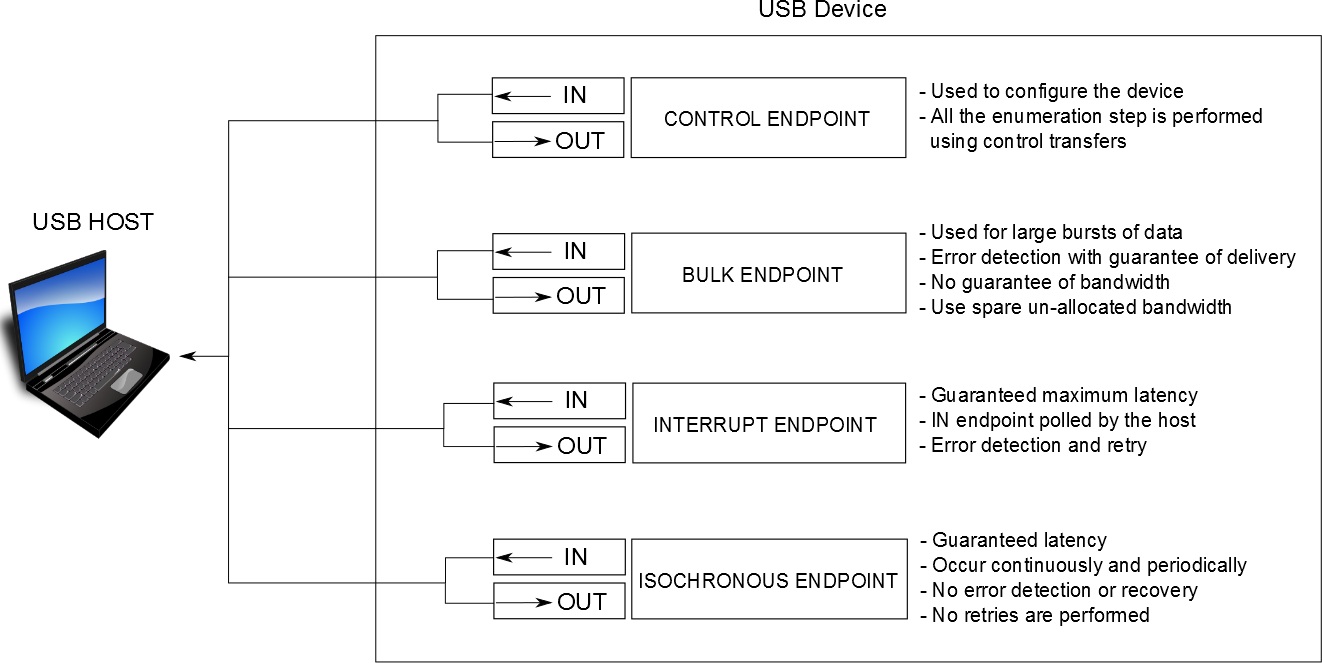 USB Device
IN
OUT
CONTROL ENDPOINT
- Used to configure the device
- All the enumeration step is performed
using control transfers
USB HOST
IN
OUT
BULK ENDPOINT
- Used for large bursts of data
- Error detection with guarantee of delivery
- No guarantee of bandwidth
- Use spare un-allocated bandwidth
IN
OUT
INTERRUPT ENDPOINT
- Guaranteed maximum latency
- IN endpoint polled by the host
- Error detection and retry
IN
OUT
ISOCHRONOUS ENDPOINT
- Guaranteed latency
- Occur continuously and periodically
- No error detection or recovery
- No retries are performed